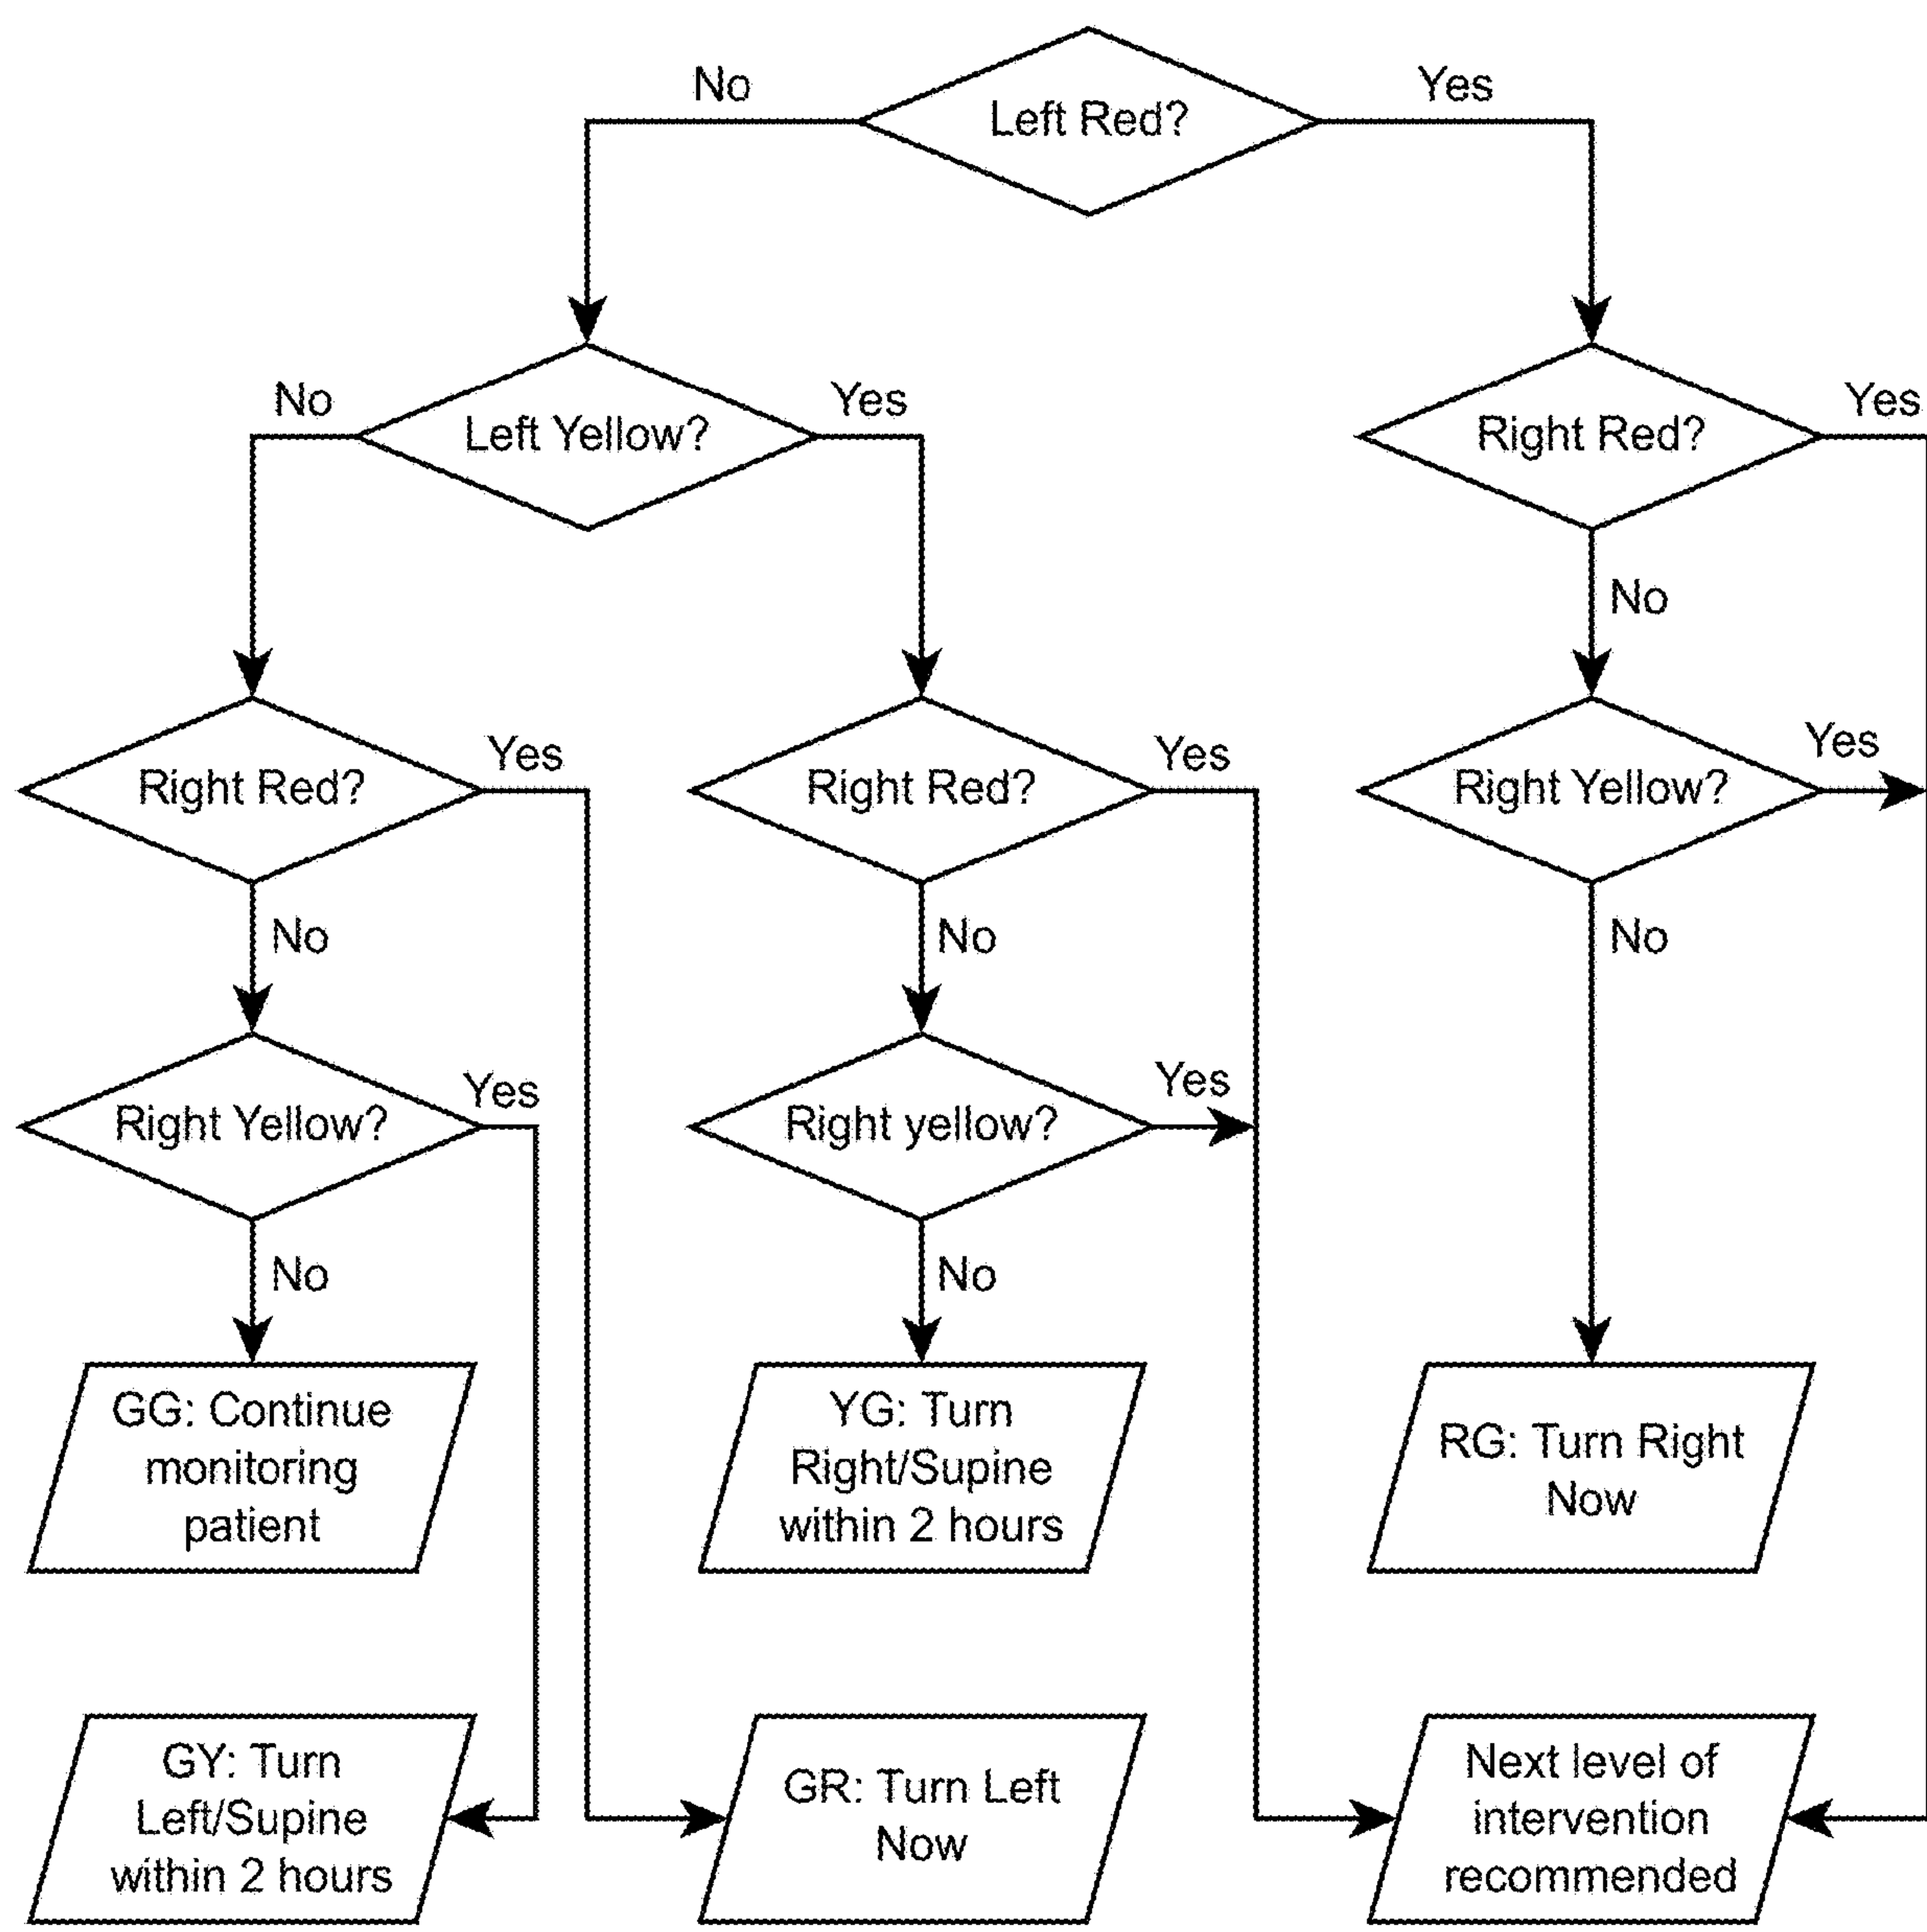 Left Red?
No
Yes
Left Yellow?
No
Yes
Right Red?
Yes
No
Right Red?
Yes
No
Right Red?
Yes
No
Right Yellow?
Yes
No
Right Yellow?
Yes
No
Right yellow?
Yes
No
GG: Continue
monitoring
patient
YG: Turn
Right/Supine
within 2 hours
RG: Turn Right
Now
GY: Turn
Left/Supine
within 2 hours
GR: Turn Left
Now
Next level of
intervention
recommended